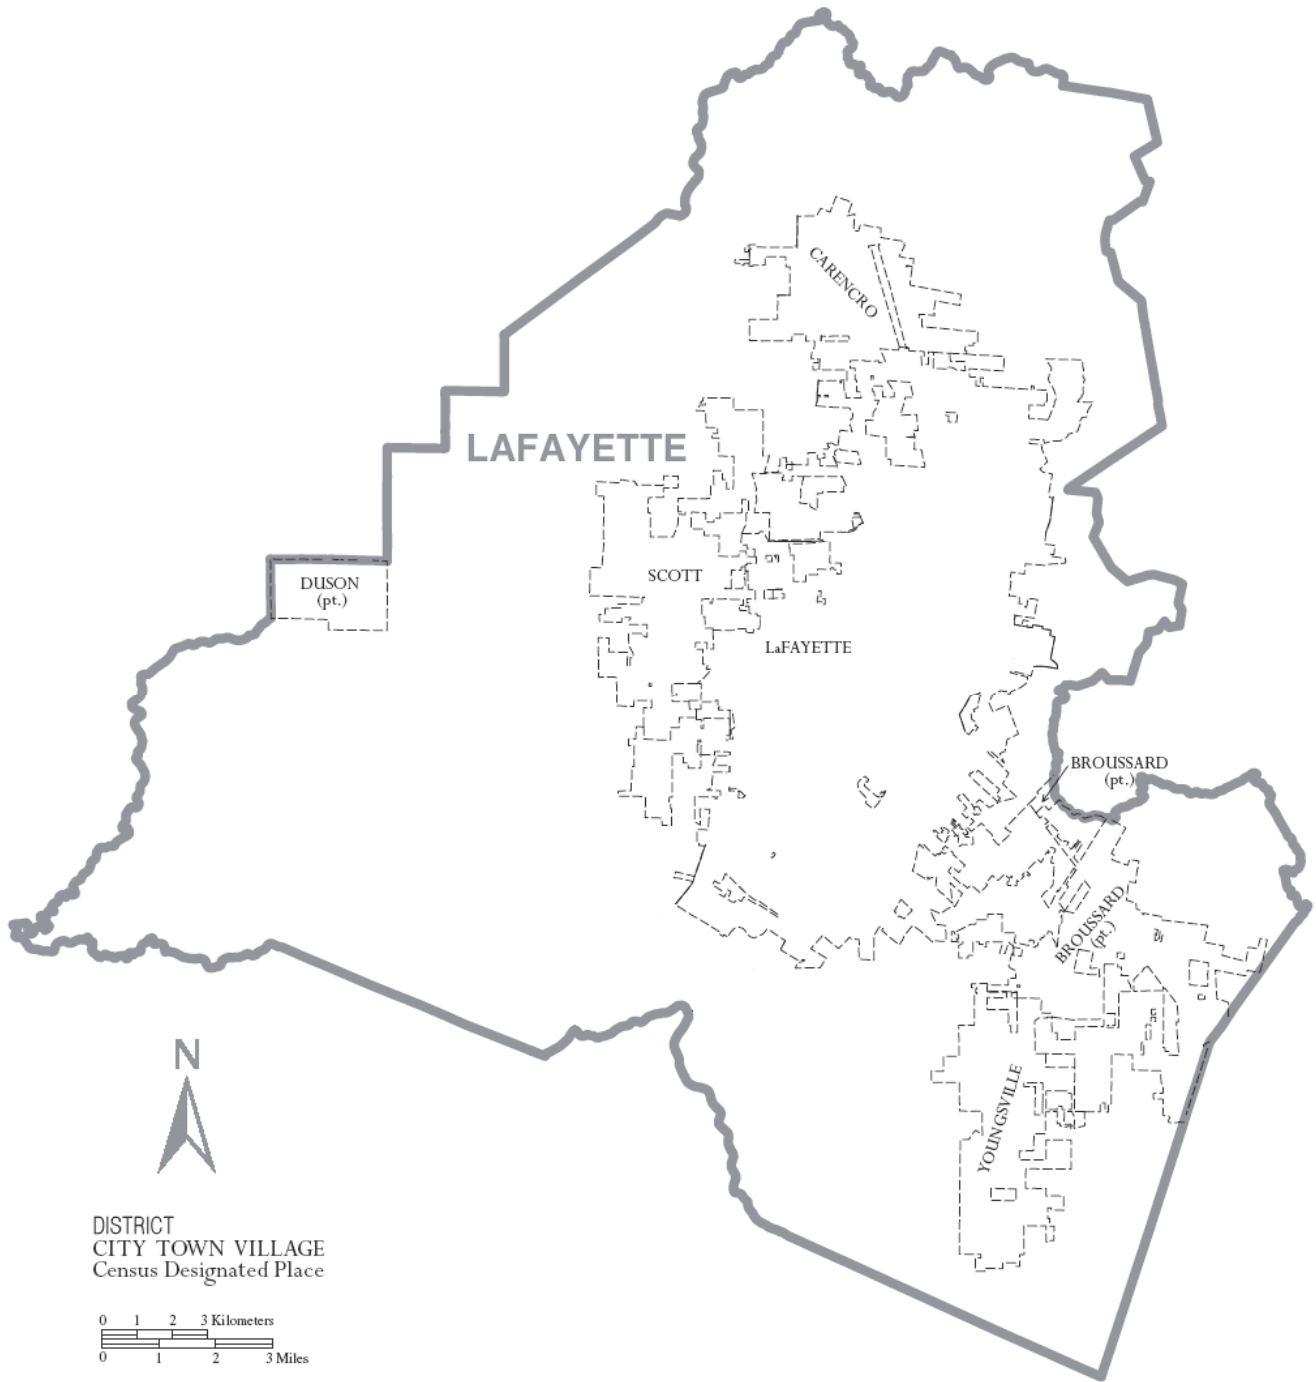 CARENCRO
LAFAYETTE
DUSON
(pt.)
SCOTT
LaFAYETTE
BROUSSARD
(pt.)
BROUSSARD
(pt.)
YOUNGSVILLE
N
DISTRICT
CITY TOWN VILLAGE
Census Designated Place
0 1 2 3 Kilometers
0 1 2 3 Miles